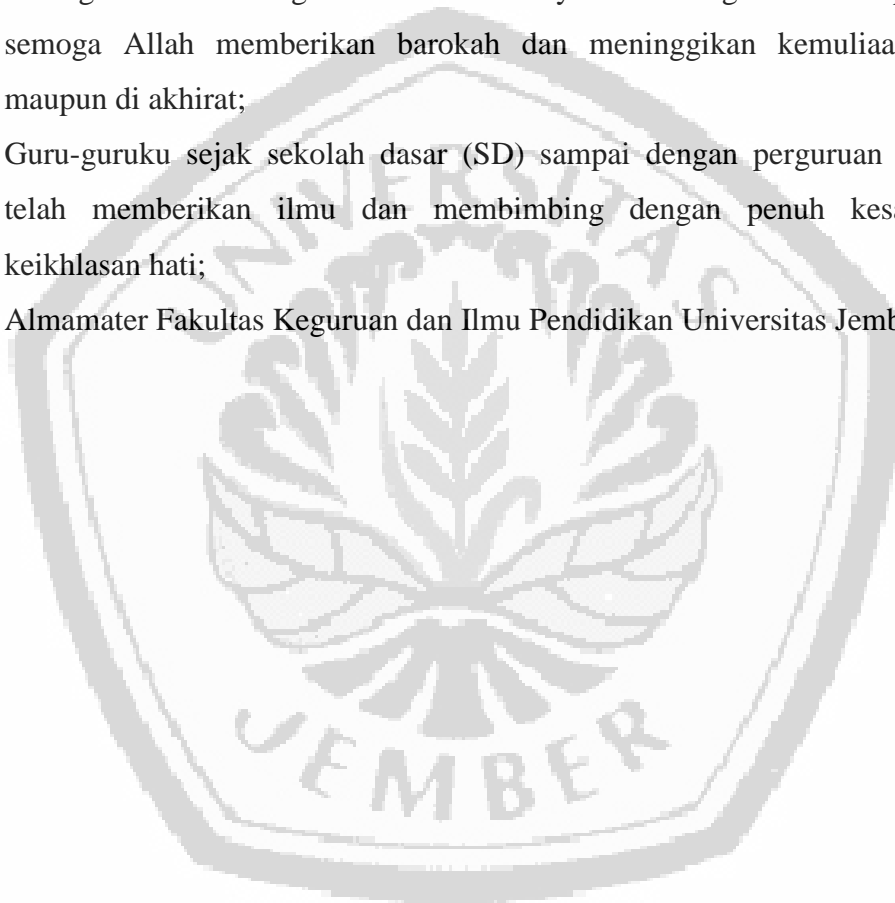 semoga Allah memberikan barokah dan meninggikan
maupun di akhirat;
Guru-guruku sejak sekolah dasar (SD) sampai dengan perguruan
telah memberikan ilmu dan membimbing dengan penuh
keikhlasan hati;
Almamater Fakultas Keguruan dan Ilmu Pendidikan Universitas
UNIVERSITAS
JEMBER